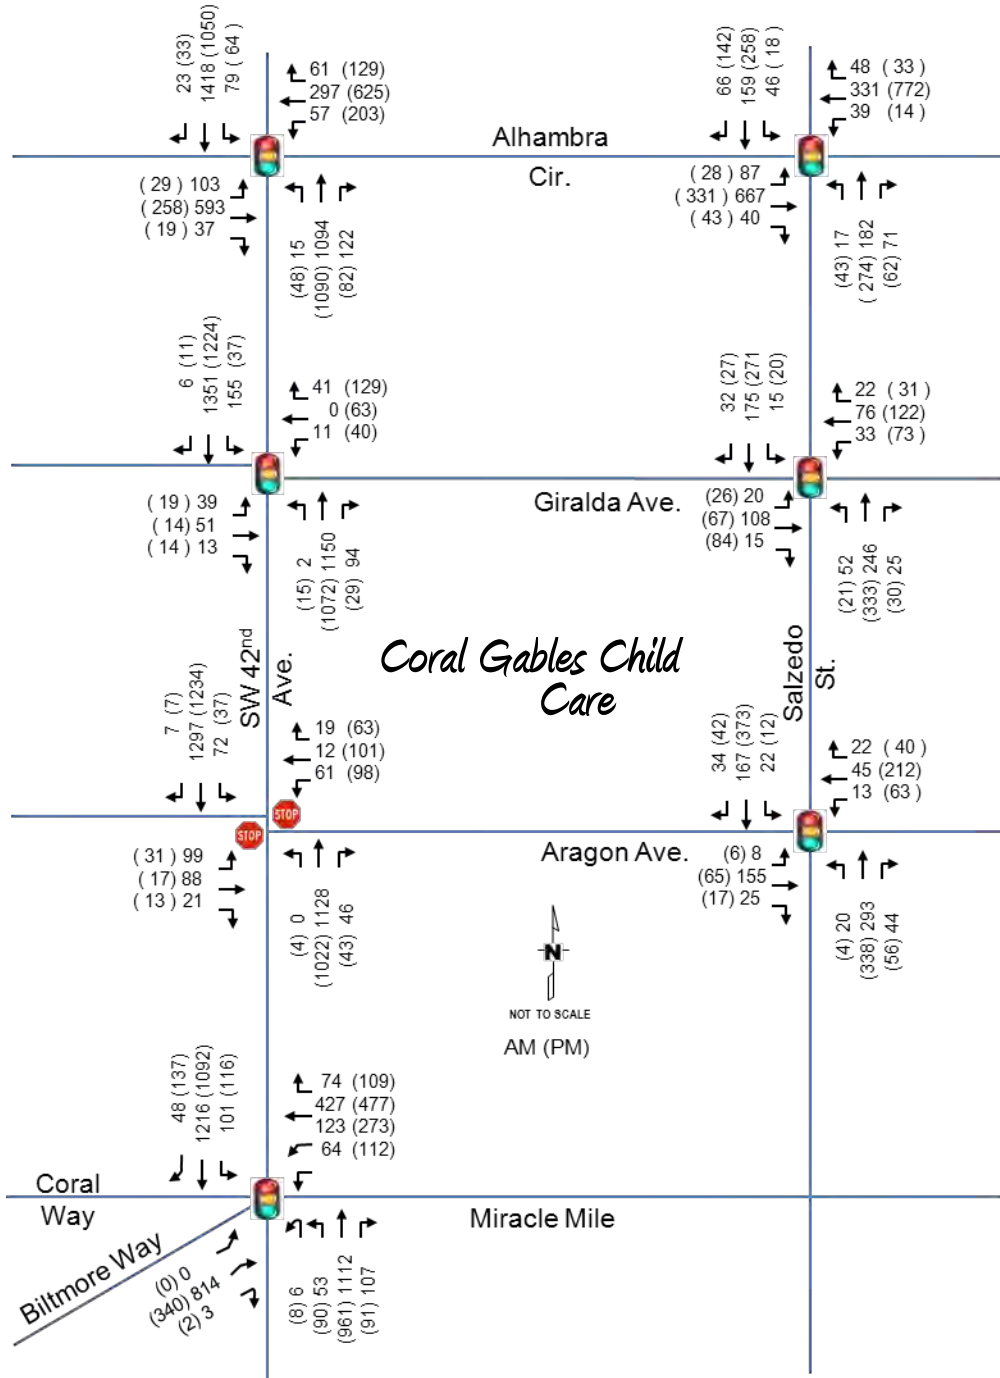 23 (33)
1418 (1050)
79 ( 64 )
61 (129)
297 (625)
57 (203)
66 (142)
159 (258)
46 ( 18 )
48 ( 33 )
331 (772)
39 ( 14 )
Alhambra
Cir.
( 29 ) 103
( 258) 593
( 19 ) 37
(48) 15
(1090) 1094
(82) 122
( 28 ) 87
( 331 ) 667
( 43 ) 40
(43) 17
( 274) 182
(62) 71
6 (11)
1351 (1224)
155 (37)
41 (129)
0 (63)
11 (40)
32 (27)
175 (271
15 (20)
22 ( 31 )
76 (122)
33 (73 )
( 19 ) 39
( 14) 51
( 14 ) 13
(15) 2
(1072) 1150
(29) 94
Giralda Ave.
(26) 20
(67) 108
(84) 15
(21) 52
(333) 246
(30) 25
SW 42nd
Ave.
Coral Gables Child
Care
Salzedo
St.
7 (7)
1297 (1234)
72 (37)
19 (63)
12 (101)
61 (98)
34 (42)
167 (373)
22 (12)
22 ( 40 )
45 (212)
13 (63 )
STOP
STOP
( 31 ) 99
( 17) 88
( 13 ) 21
(4) 0
(1022) 1128
(43) 46
Aragon Ave.
(6) 8
(65) 155
(17) 25
(4) 20
(338) 293
(56) 44
N
NOT TO SCALE
AM (PM)
48 (137)
1216 (1092)
101 (116)
74 (109)
427 (477)
123 (273)
64 (112)
Coral
Way
Miracle Mile
Biltmore Way
(0) 0
(340) 814
(2) 3
(8) 6
(90) 53
(961) 1112
(91) 107